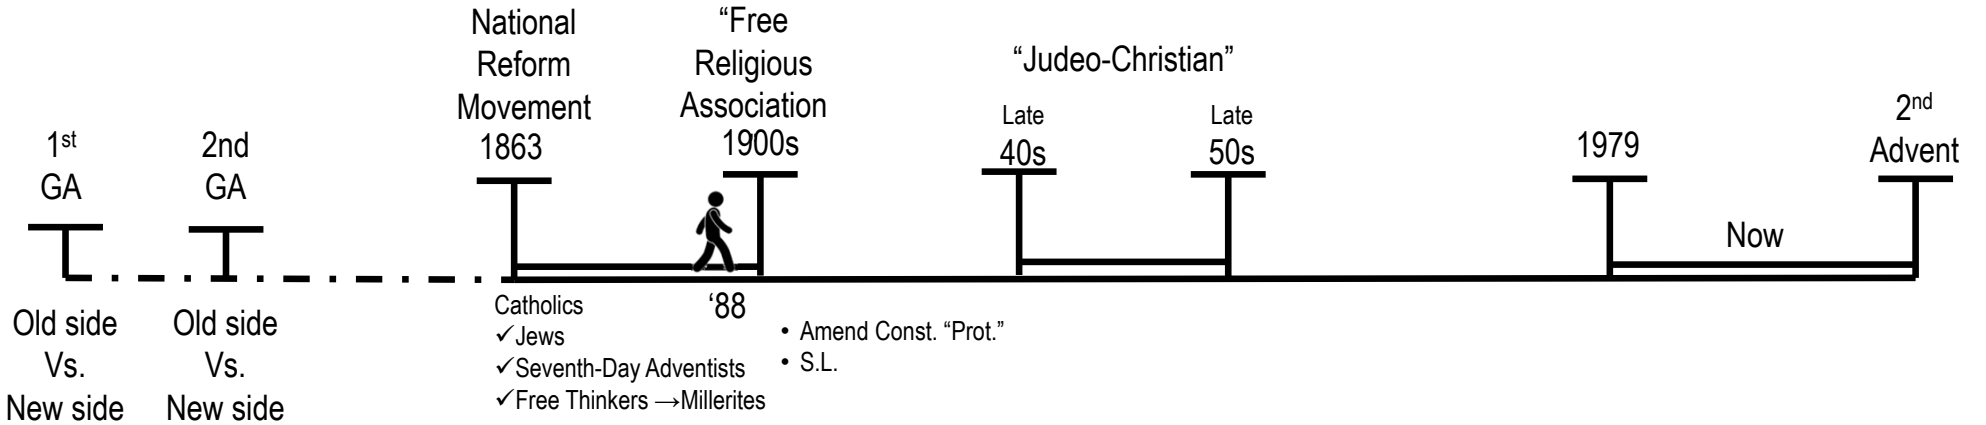 1st
GA
2nd
GA
National
Reform
Movement
1863
“Free
Religious
Association
1900s
“Judeo-Christian”
Late
40s
Late
50s
1979
2nd
Advent
Now
Old side
Vs.
New side
Old side
Vs.
New side
Catholics
✓Jews
✓Seventh-Day Adventists
✓Free Thinkers →Millerites
‘88
• Amend Const. “Prot.”
• S.L.